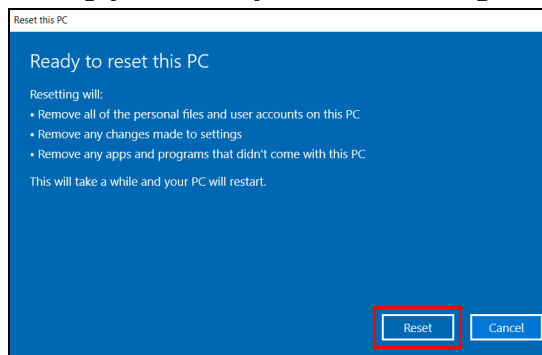 Reset this PC
Ready to reset this PC
Resetting will:
• Remove all of the personal files and user accounts on this PC
• Remove any changes made to settings
• Remove any apps and programs that didn't come with this PC
This will take a while and your PC will restart.
Reset Cancel